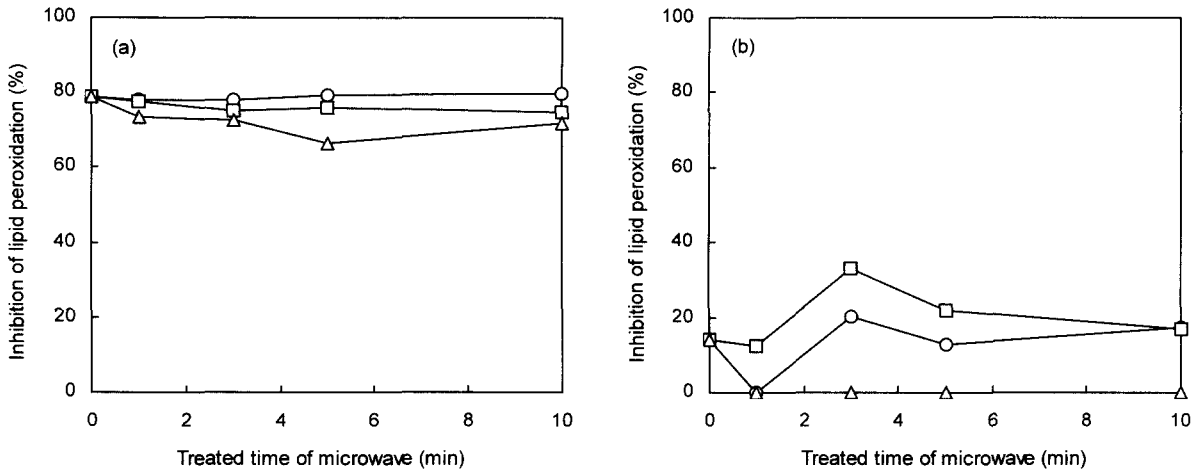 (a)
Inhibition of lipid peroxidation (%)
100
80
60
40
20
0
0 2 4 6 8 10
Treated time of microwave (min)
(b)
Inhibition of lipid peroxidation (%)
100
80
60
40
20
0
0 2 4 6 8 10
Treated time of microwave (min)